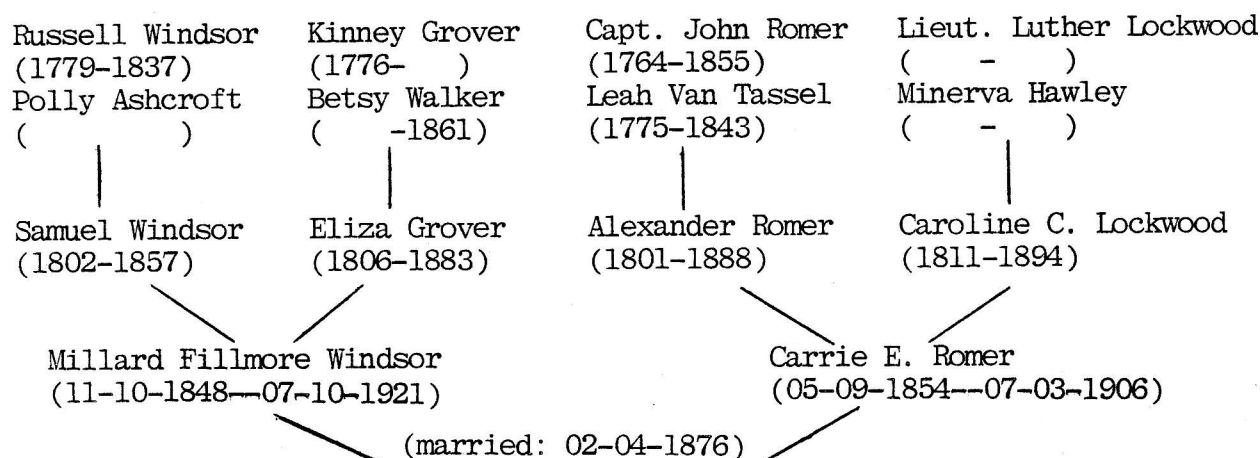 Russell Windsor Kinney Grover Capt. John Romer Lieut. Luther Lockwood
(1779-1837) (1776- ) (1764-1855) ( - )
Polly Ashcroft Betsy Walker Leah Van Tassel Minerva Hawley
( ) ( -1861) (1775-1843) ( - )
Samuel Windsor Eliza Grover Alexander Romer Caroline C. Lockwood
(1802-1857) (1806-1883) (1801-1888) (1811-1894)
Millard Fillmore Windsor Carrie E. Romer
(11-10-1848--07-10-1921) (05-09-1854--07-03-1906)
(married: 02-04-1876)